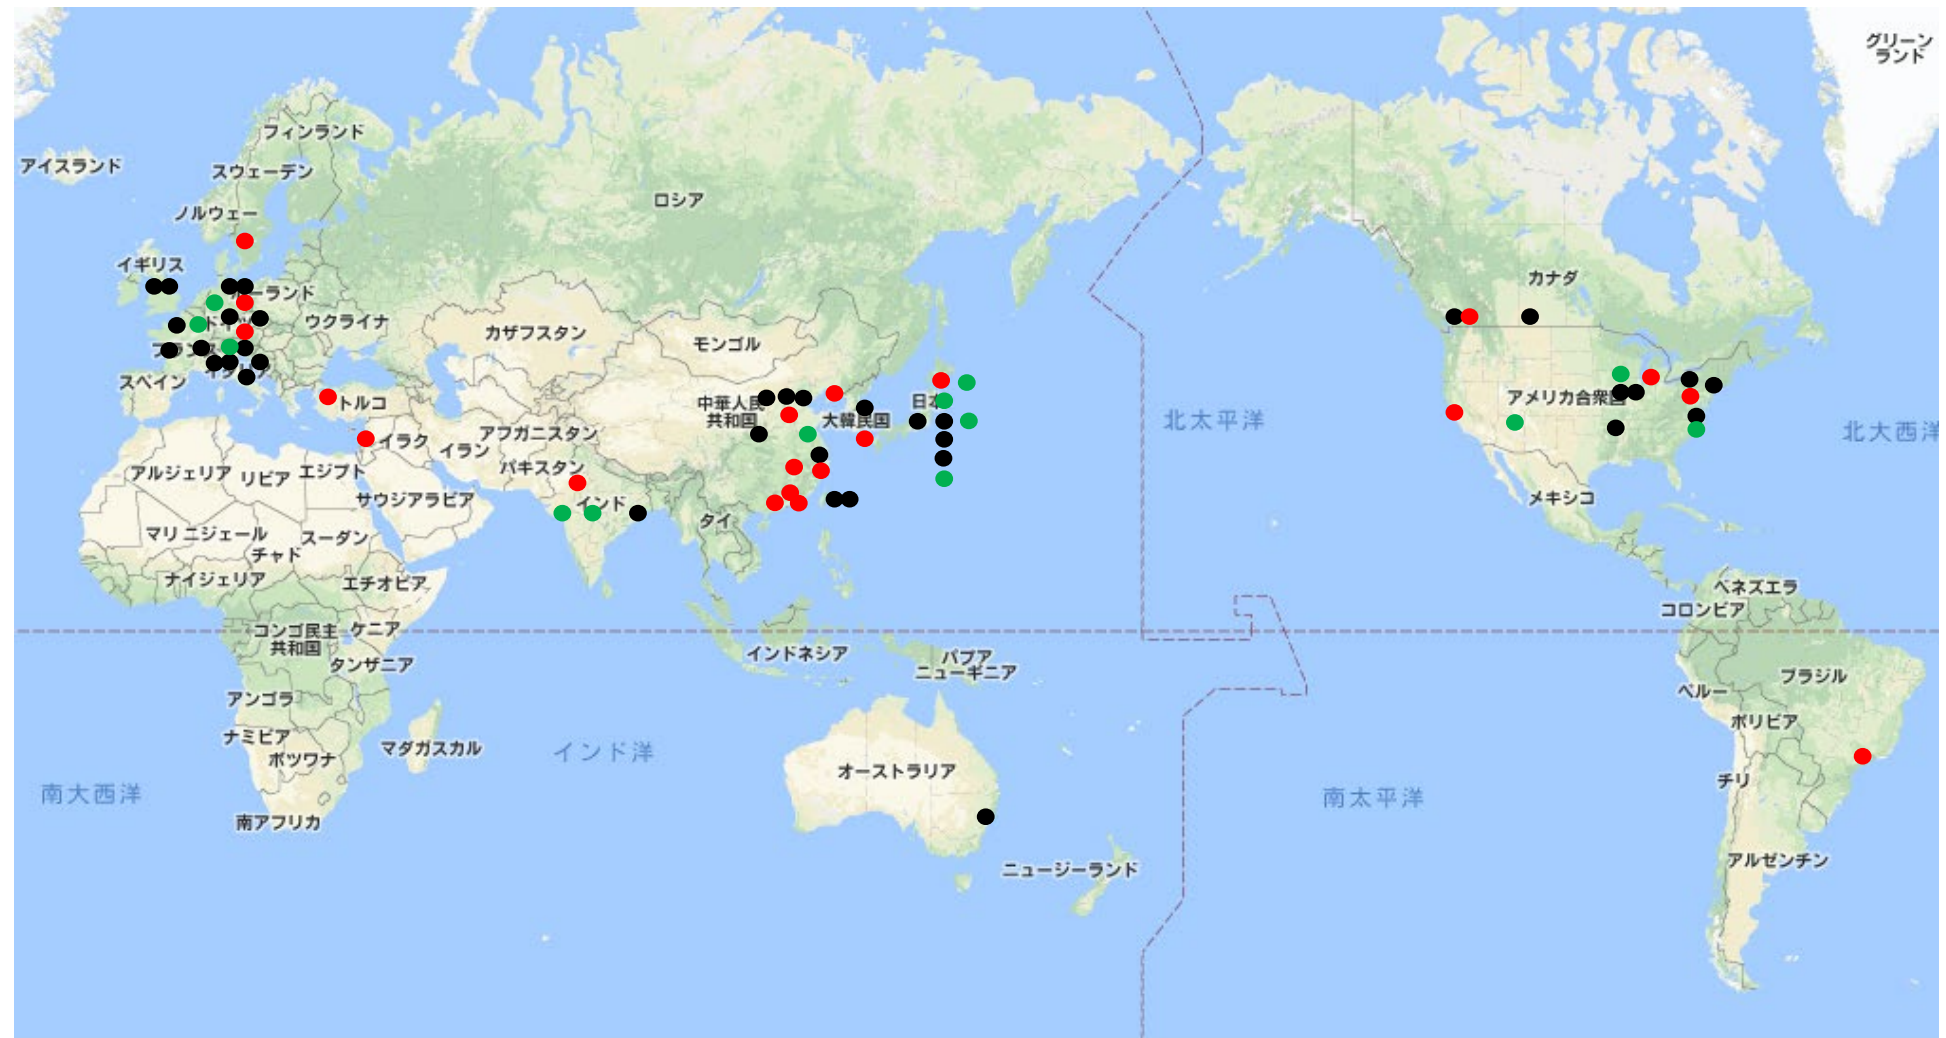 グリーン
ランド
フィンランド
アイスランド
スウェーデン
ロシア
ノルウェー
イギリス
カナダ
ウクライナ
カザフスタン
モンゴル
スペイン
トルコ
中華人民
共和国
大韓民国
アメリカ合衆国
北太平洋
北大西洋
アフガニスタン
イラク
イラン
パキスタン
アルジェリア
リビア
エジプト
サウジアラビア
インド
メキシコ
タイ
マリ
ニジェール
スーダン
チャド
ナイジェリア
エチオピア
ベネズエラ
コロンビア
コンゴ民主
共和国
ケニア
タンザニア
インドネシア
パプア
ニューギニア
ブラジル
ペルー
アンゴラ
ボリビア
ナミビア
ボツワナ
マダガスカル
インド洋
オーストラリア
チリ
南大西洋
南太平洋
南アフリカ
アルゼンチン
ニュージーランド